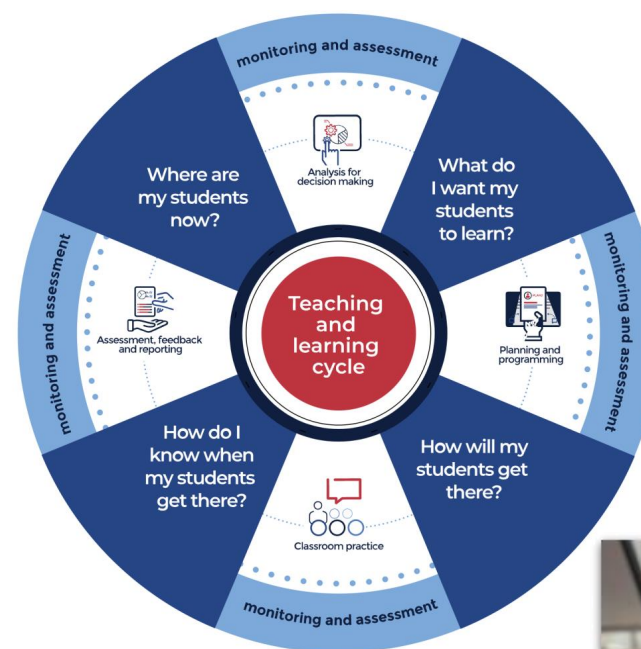 monitoring and assessment
Analysis for
decision making
What do
I want my
students
to learn?
monitoring and assessment
Planning and
programming
How will my
students get
there?
monitoring and assessment
Classroom practice
How do I
know when
my students
get there?
monitoring and assessment
Assessment, feedback
and reporting
Where are
my students
now?
Teaching
and
learning
cycle